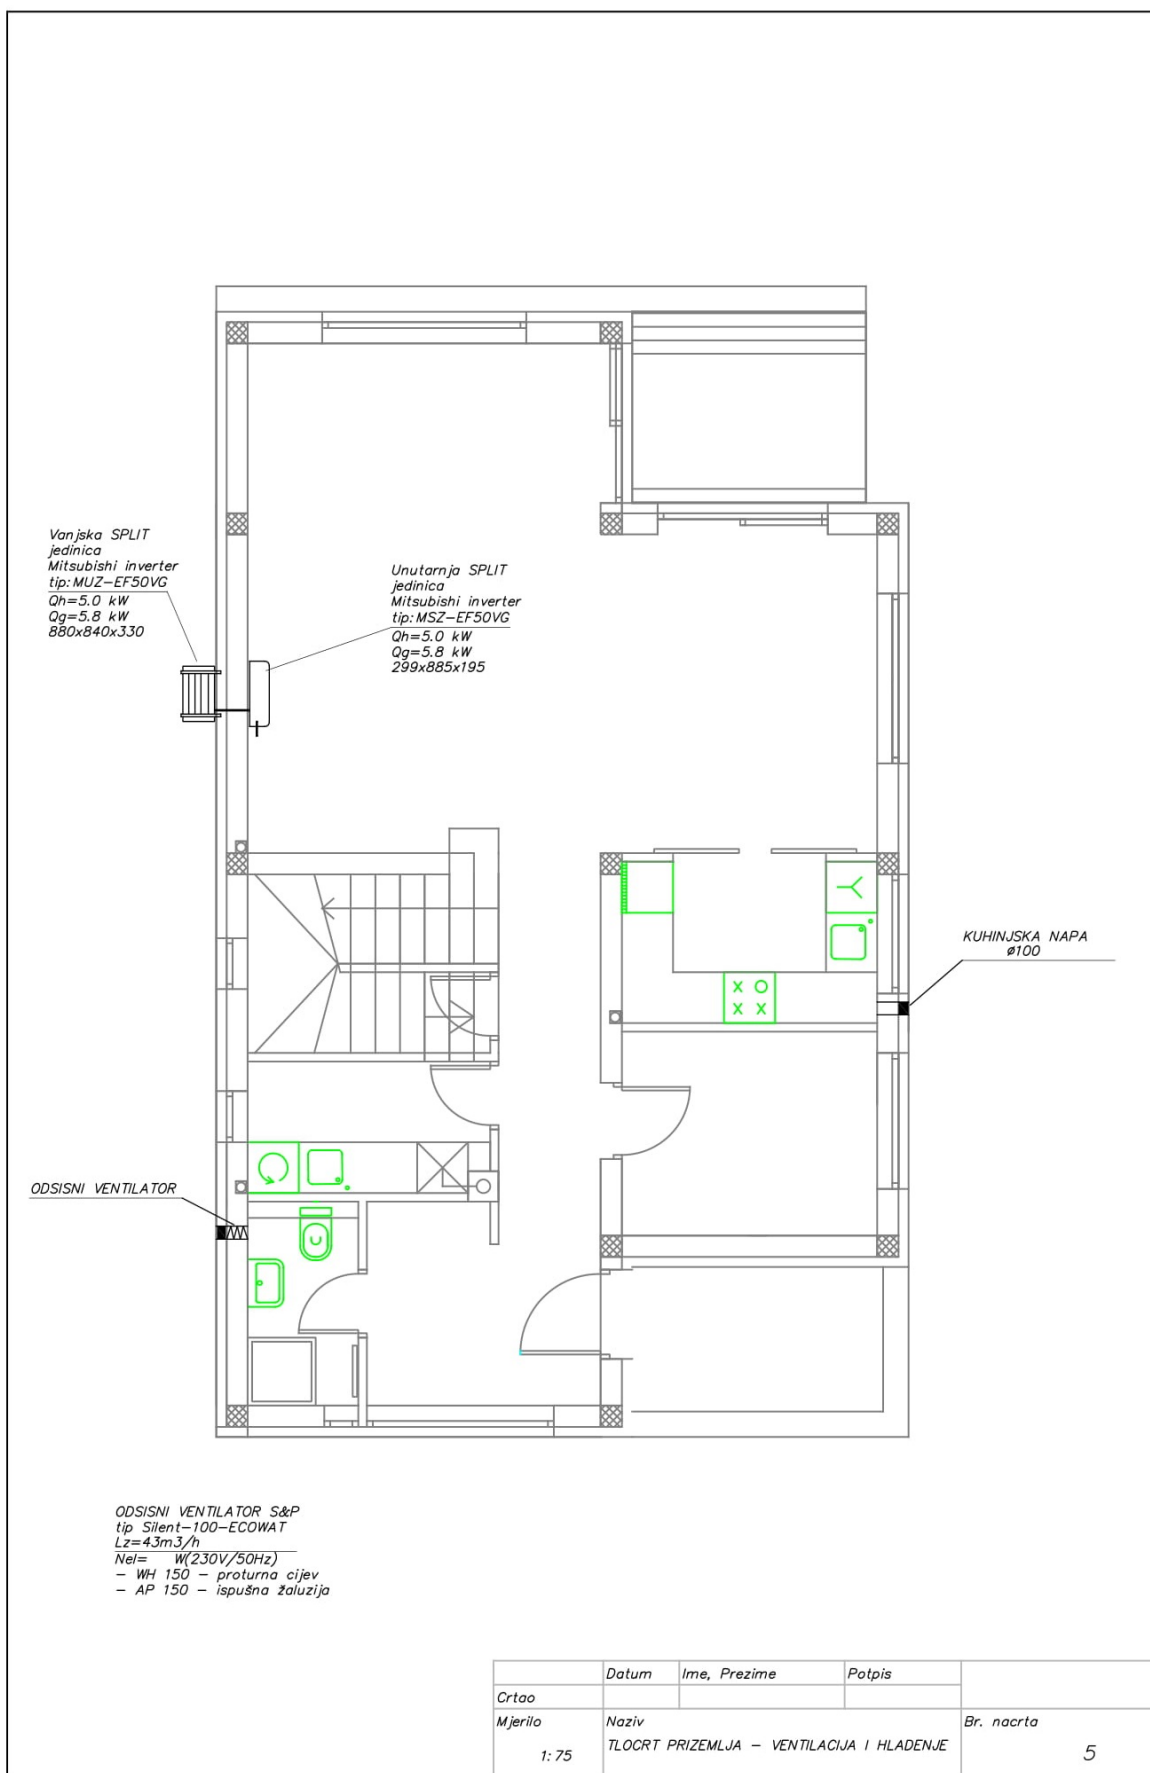 Vanjska SPLIT
jedinica
Mitsubishi inverter
tip:MUZ-EF50VG
Qh=5.0 kW
Qg=5.8 kW
880x840x330
Unutarnja SPLIT
jedinica
Mitsubishi inverter
tip:MSZ-EF50VG
Qh=5.0 kW
Qg=5.8 kW
299x885x195
KUHINJSKA NAPA
ø100
ODSISNI VENTILATOR
ODSISNI VENTILATOR S&P
tip Silent-100-ECOWAT
Lz=43m3/h
Nel= W(230V/50Hz)
- WH 150 - proturna cijev
- AP 150 - ispušna žaluzija
Datum Ime, Prezime Potpis
Crtao
Mjerilo Naziv Br. nacrta
1:75 TLOCRT PRIZEMLJA - VENTILACIJA I HLAĐENJE 5